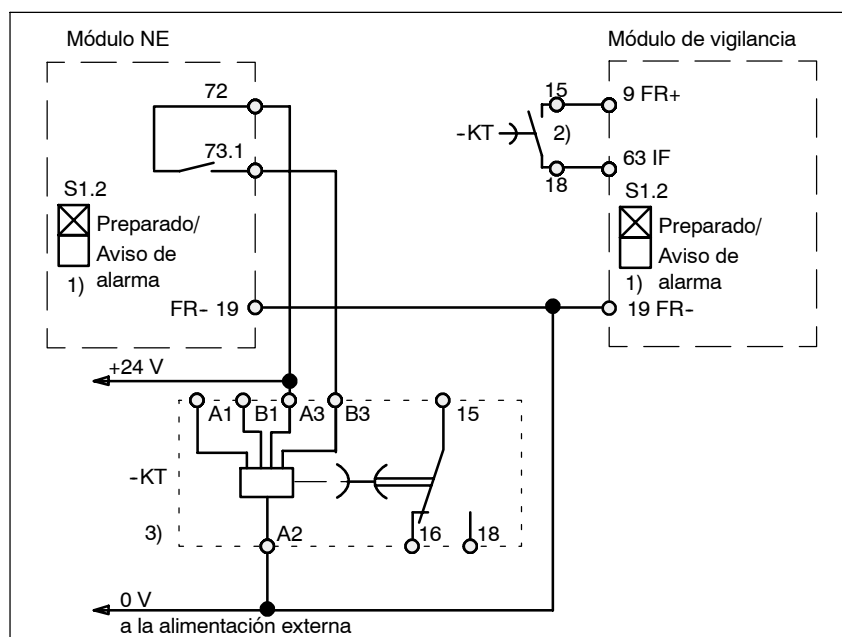 Módulo NE
Módulo de vigilancia
72
73.1
S1.2
Preparado/
Aviso de
alarma
1)
FR- 19
15
9 FR+
-KT
2)
63 IF
18
S1.2
Preparado/
Aviso de
alarma
1)
19 FR-
+24 V
A1
B1
A3
B3
15
-KT
3)
A2
16
18
0 V
a la alimentación externa